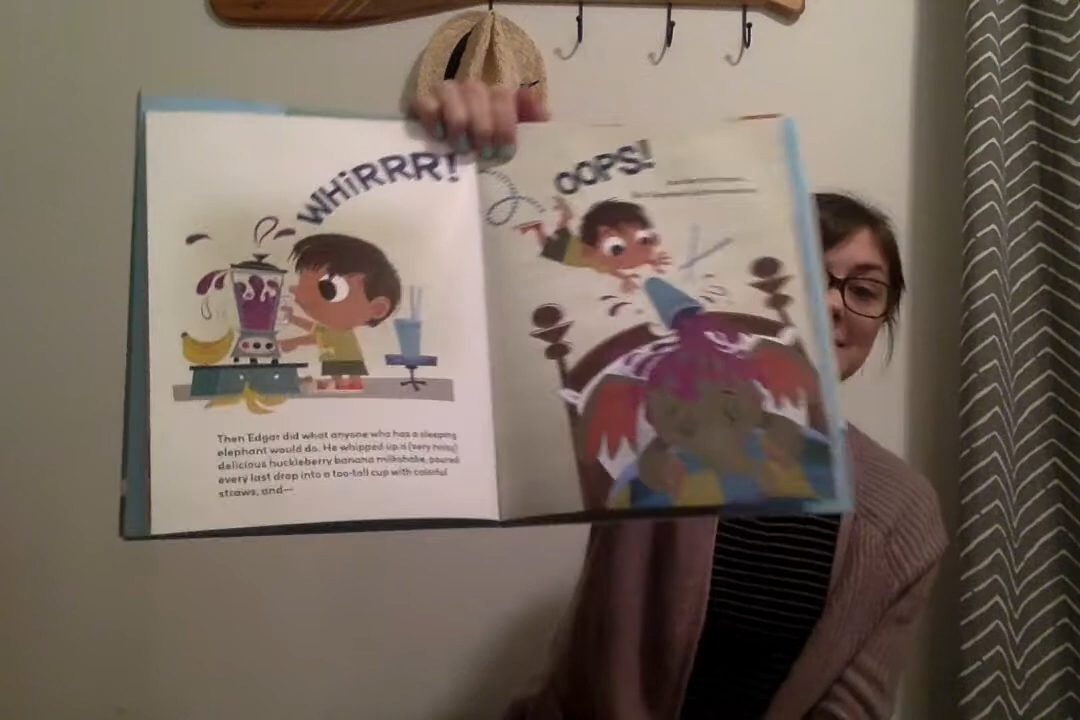 WHiRRRR!
Then Edgar did what anyone who has a sleeping
elephant would do. He whipped up a (very noisy)
delicious huckleberry banana milkshake, poured
every last drop into a too-tall cup with colorful
straws, and—
OOPS!